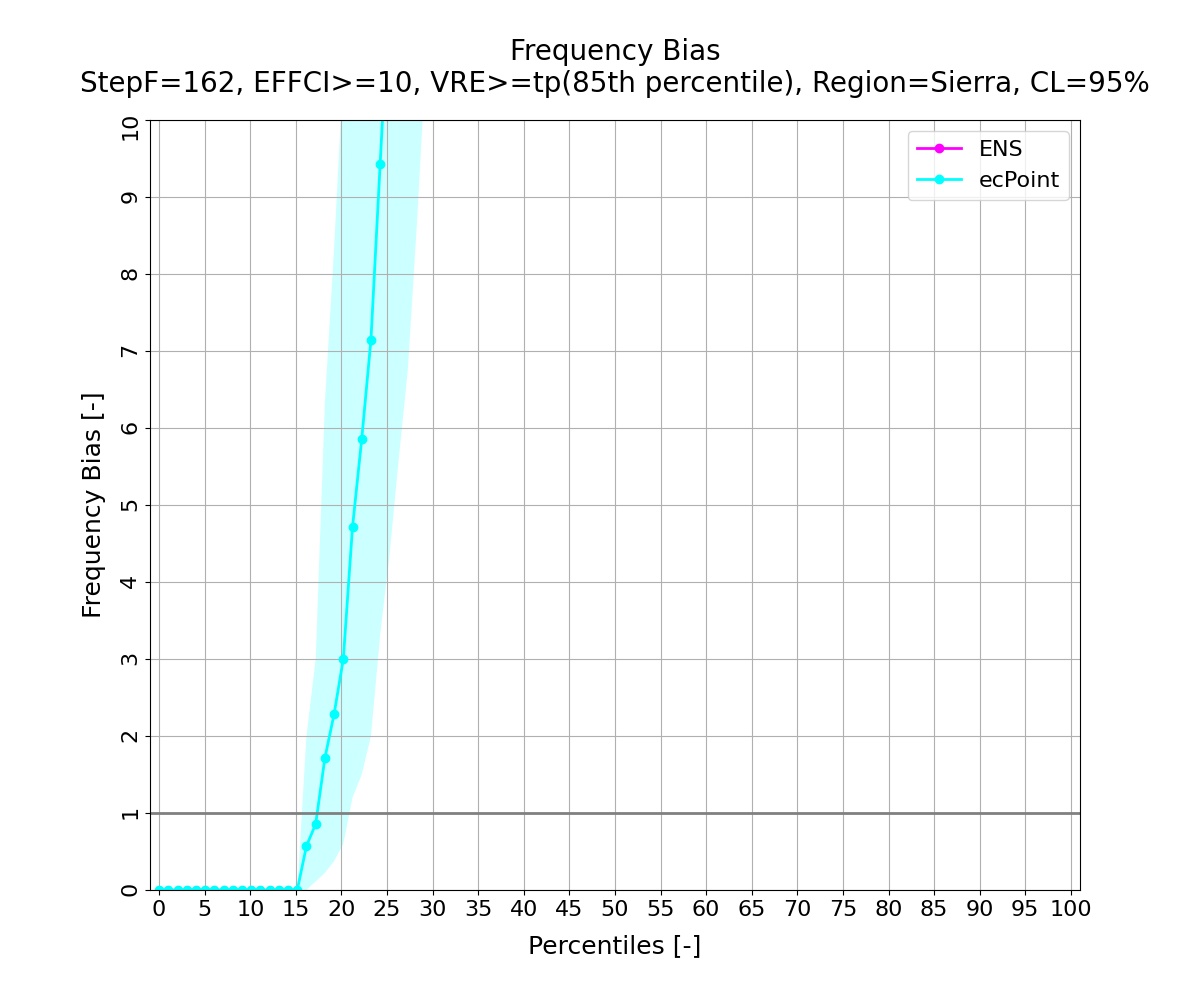 Frequency Bias
StepF=162, EFFCI>=10, VRE>=tp(85th percentile), Region=Sierra, CL=95%
ENS
ecPoint
Frequency Bias [-]
10
9
8
7
6
5
4
3
2
1
0
0 5 10 15 20 25 30 35 40 45 50 55 60 65 70 75 80 85 90 95 100
Percentiles [-]